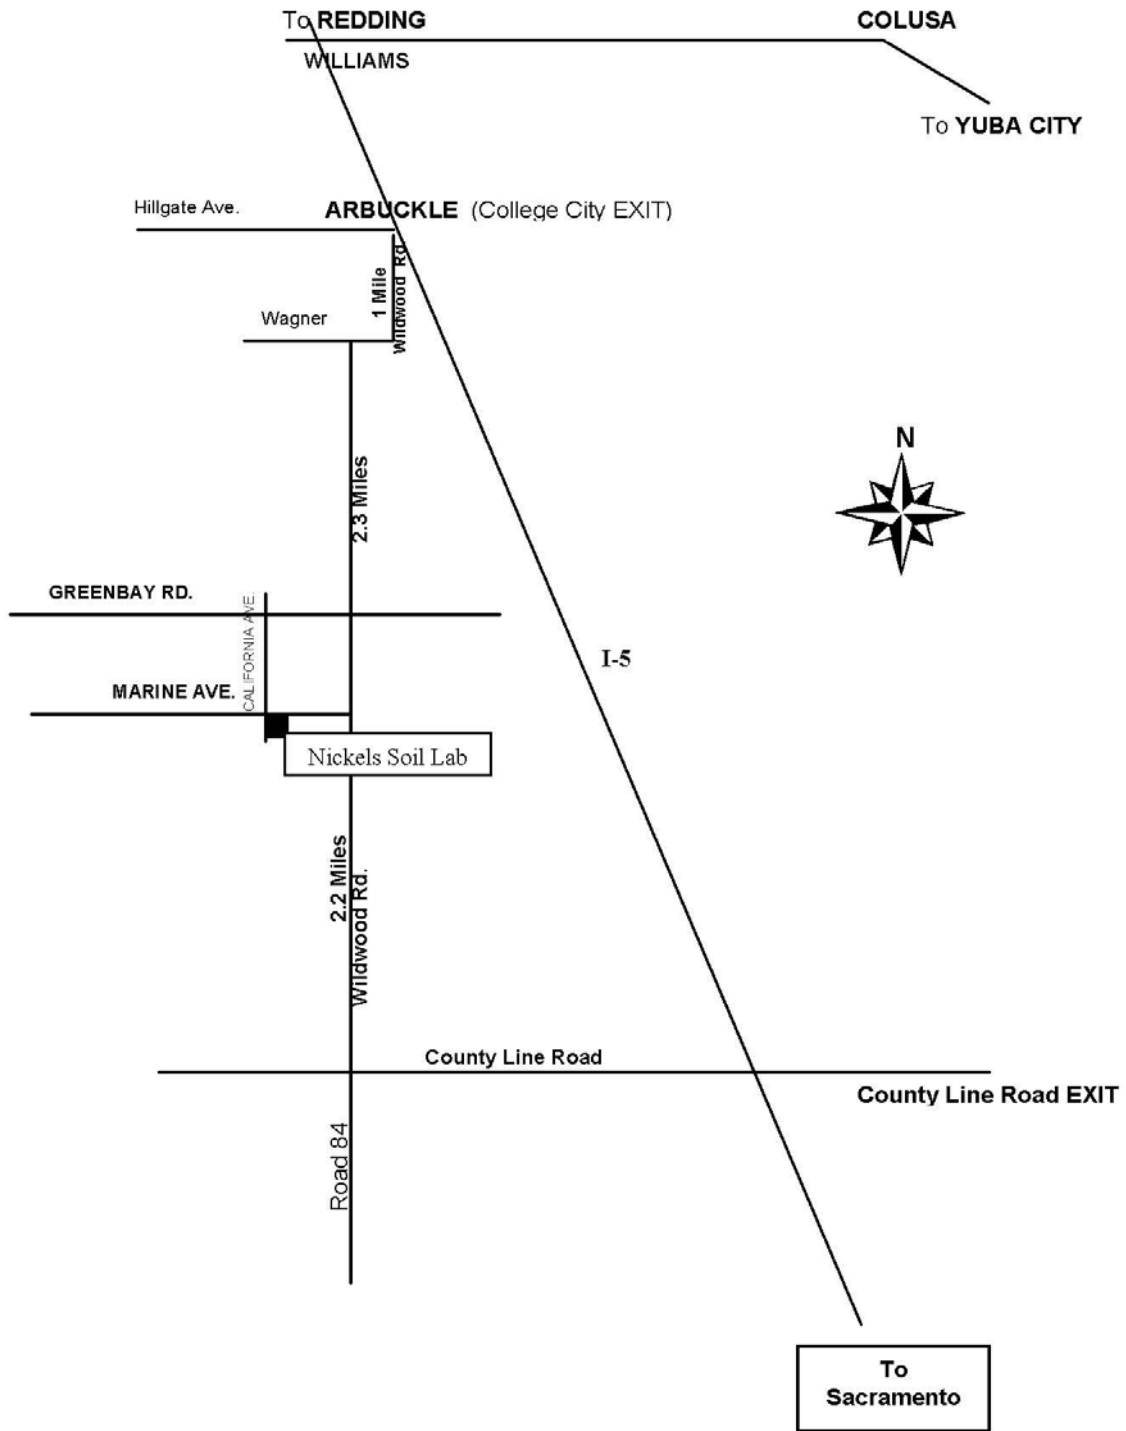 To REDDING
COLUSA
WILLIAMS
To YUBA CITY
Hillgate Ave.
ARBUCKLE (College City EXIT)
1 Mile
Wildwood Rd.
Wagner
N
2.3 Miles
GREENBAY RD.
CALIFORNIA AVE.
I-5
MARINE AVE.
Nickels Soil Lab
2.2 Miles
Wildwood Rd.
County Line Road
County Line Road EXIT
Road 84
To
Sacramento